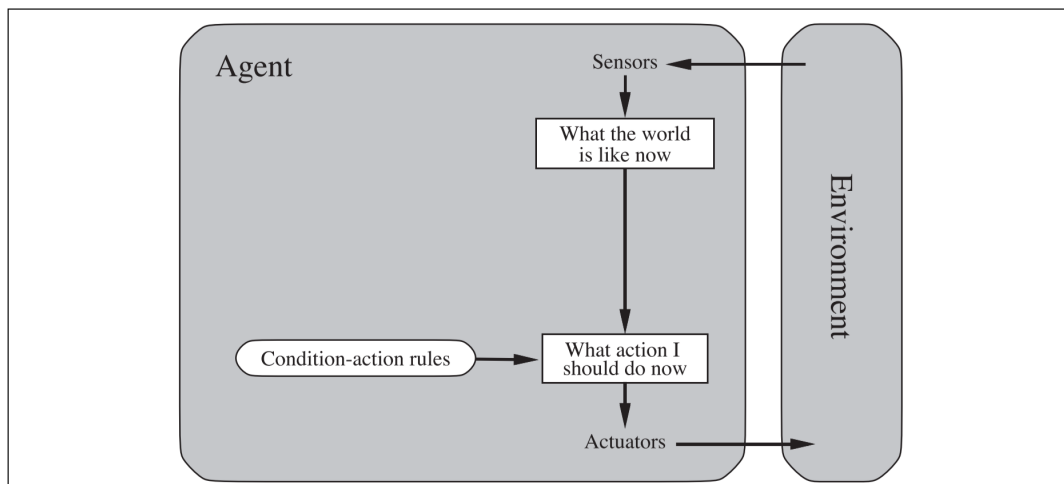 Agent
Sensors
What the world
is like now
Environment
Condition-action rules
What action I
should do now
Actuators